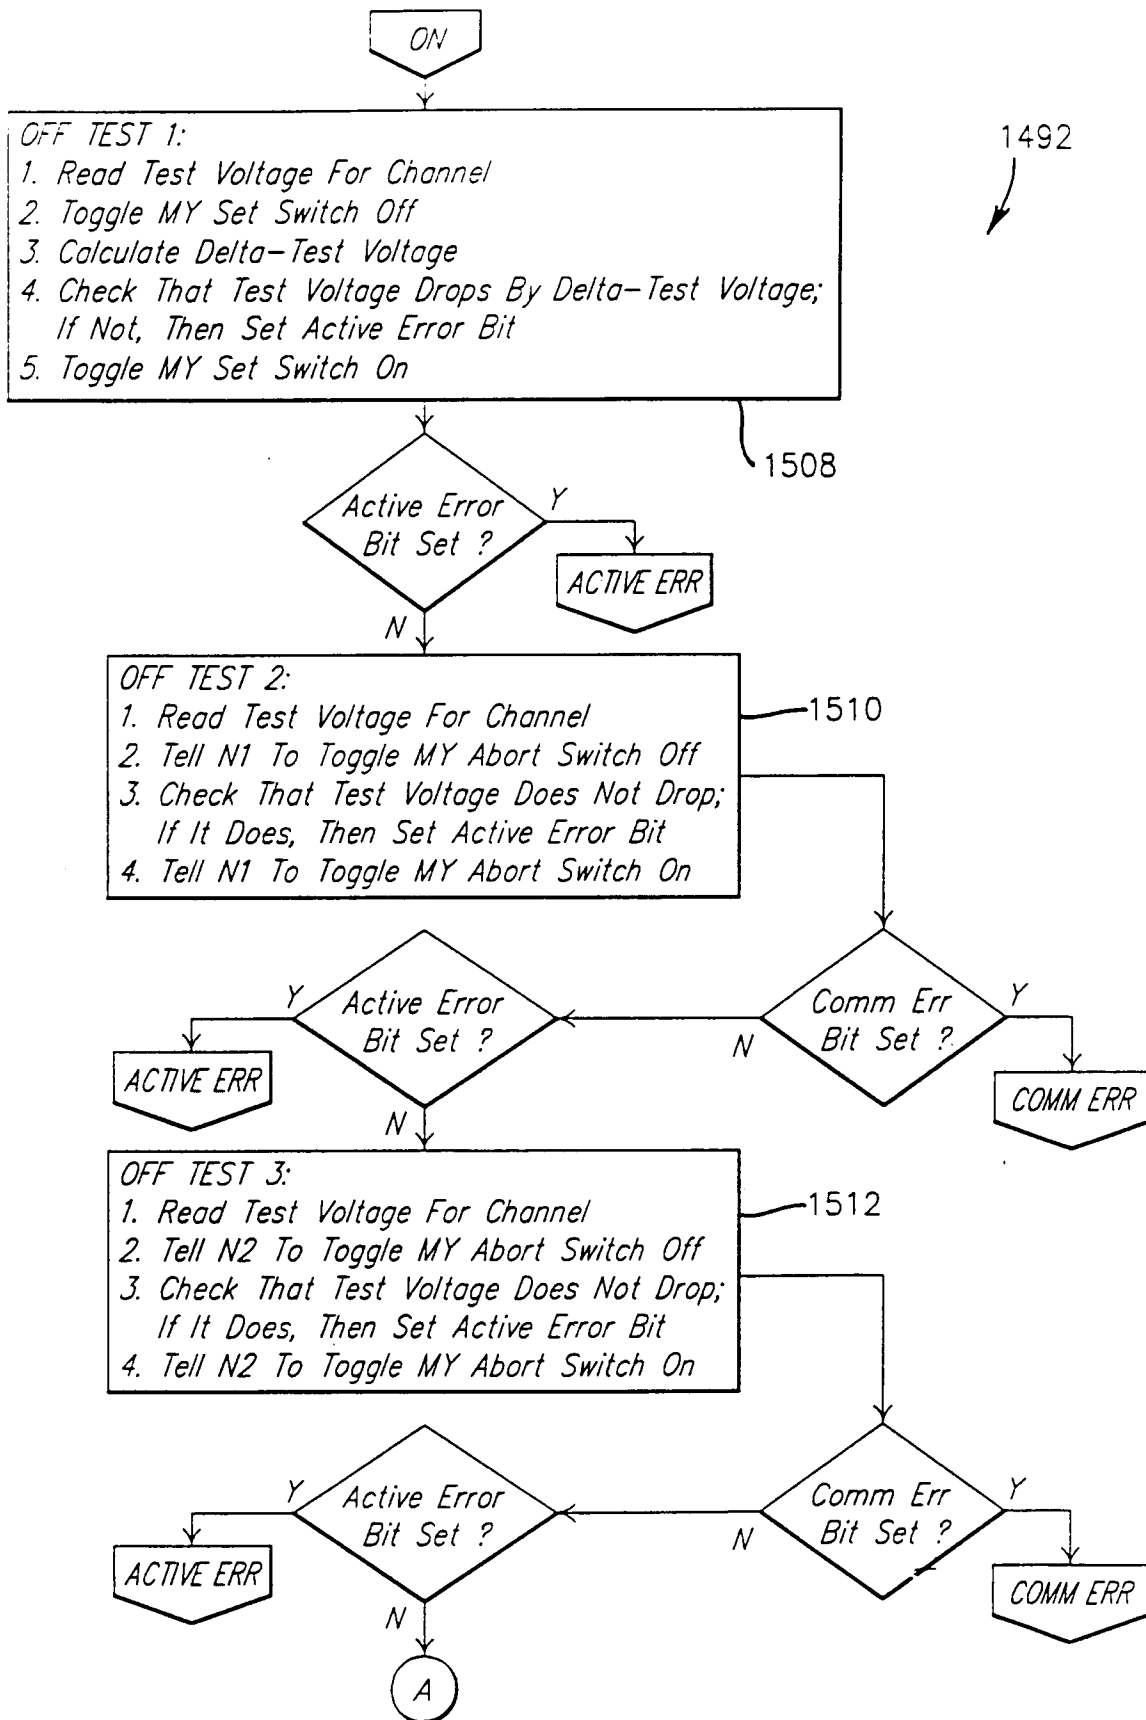 ON
OFF TEST 1:
1. Read Test Voltage For Channel
2. Toggle MY Set Switch Off
3. Calculate Delta-Test Voltage
4. Check That Test Voltage Drops By Delta-Test Voltage;
If Not, Then Set Active Error Bit
5. Toggle MY Set Switch On
1492
1508
Active Error
Bit Set ?
Y
ACTIVE ERR
N
OFF TEST 2:
1. Read Test Voltage For Channel
2. Tell N1 To Toggle MY Abort Switch Off
3. Check That Test Voltage Does Not Drop;
If It Does, Then Set Active Error Bit
4. Tell N1 To Toggle MY Abort Switch On
1510
Comm Err
Bit Set ?
Y
COMM ERR
N
Active Error
Bit Set ?
Y
ACTIVE ERR
N
OFF TEST 3:
1. Read Test Voltage For Channel
2. Tell N2 To Toggle MY Abort Switch Off
3. Check That Test Voltage Does Not Drop;
If It Does, Then Set Active Error Bit
4. Tell N2 To Toggle MY Abort Switch On
1512
Comm Err
Bit Set ?
Y
COMM ERR
N
Active Error
Bit Set ?
Y
ACTIVE ERR
N
A